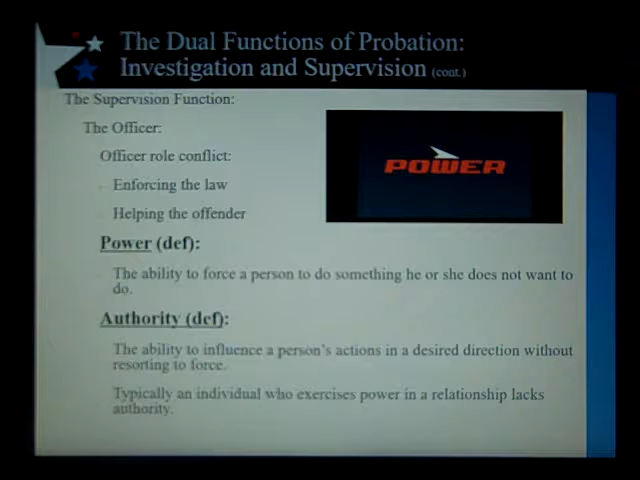 The Dual Functions of Probation:
Investigation and Supervision (cont.)
The Supervision Function:
The Officer:
Officer role conflict:
Enforcing the law
Helping the offender
POWER
Power (def):
The ability to force a person to do something he or she does not want to
do.
Authority (def):
The ability to influence a person's actions in a desired direction without
resorting to force.
Typically an individual who exercises power in a relationship lacks
authority.